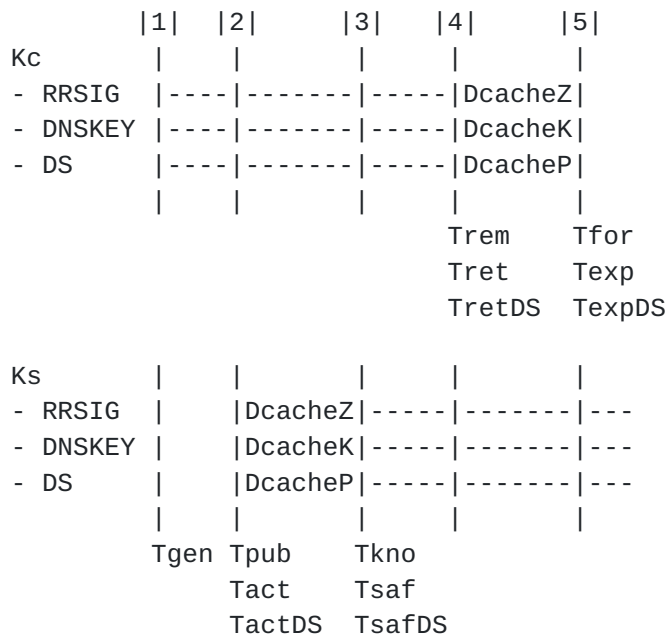 |1|   |2|       |3|   |4|     |5|
Kc        |    |       |     |       |
- RRSIG  |----|-------|-----|DcacheZ|
- DNSKEY |----|-------|-----|DcacheK|
- DS     |----|-------|-----|DcacheP|
         |    |       |     |       |
                            Trem    Tfor
                            Tret    Texp
                            TretDS  TexpDS
Ks       |    |       |     |       |
- RRSIG  |    |DcacheZ|-----|-------|---
- DNSKEY |    |DcacheK|-----|-------|---
- DS     |    |DcacheP|-----|-------|---
         |    |       |     |       |
         Tgen Tpub    Tkno
              Tact    Tsaf
              TactDS  TsafDS